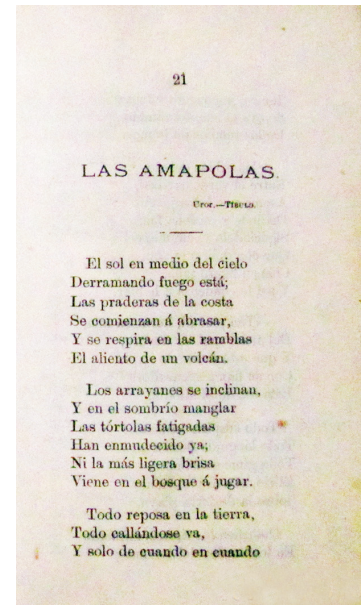 21
LAS AMAPOLAS.
Uror.—Tibulo.
El sol en medio del cielo
Derramando fuego está;
Las praderas de la costa
Se comienzan á abrasar,
Y se respira en las ramblas
El aliento de un volcán.
Los arrayanes se inclinan,
Y en el sombrío manglar
Las tórtolas fatigadas
Han enmudecido ya;
Ni la más ligera brisa
Viene en el bosque á jugar.
Todo reposa en la tierra,
Todo callándose va,
Y solo de cuando en cuando